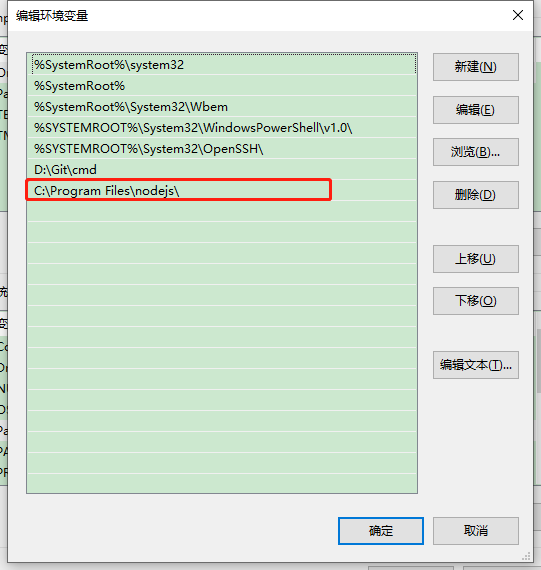 编辑环境变量
%SystemRoot%\system32
%SystemRoot%
%SystemRoot%\System32\Wbem
%SYSTEMROOT%\System32\WindowsPowerShell\v1.0\
%SYSTEMROOT%\System32\OpenSSH\
D:\Git\cmd
C:\Program Files\nodejs\
新建(N)
编辑(E)
浏览(B)...
删除(D)
上移(U)
下移(O)
编辑文本(T)...
确定
取消